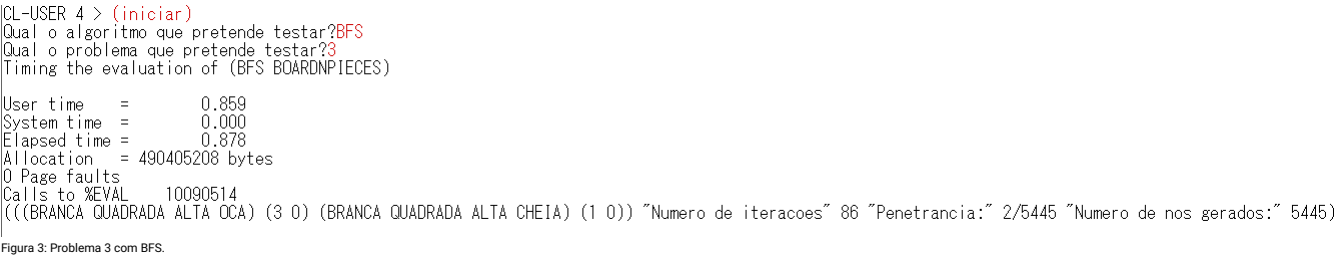 CL-USER 4 > (iniciar)
Qual o algoritmo que pretende testar?BFS
Qual o problema que pretende testar?3
Timing the evaluation of (BFS BOARDNPIECES)
User time    =        0.859
System time  =        0.000
Elapsed time =        0.878
Allocation   = 490405208 bytes
0 Page faults
Calls to %EVAL    10090514
(((BRANCA QUADRADA ALTA OCA) (3 0) (BRANCA QUADRADA ALTA CHEIA) (1 0)) "Numero de iteracoes" 86 "Penetrancia:" 2/5445 "Numero de nos gerados:" 5445)
Figura 3: Problema 3 com BFS.